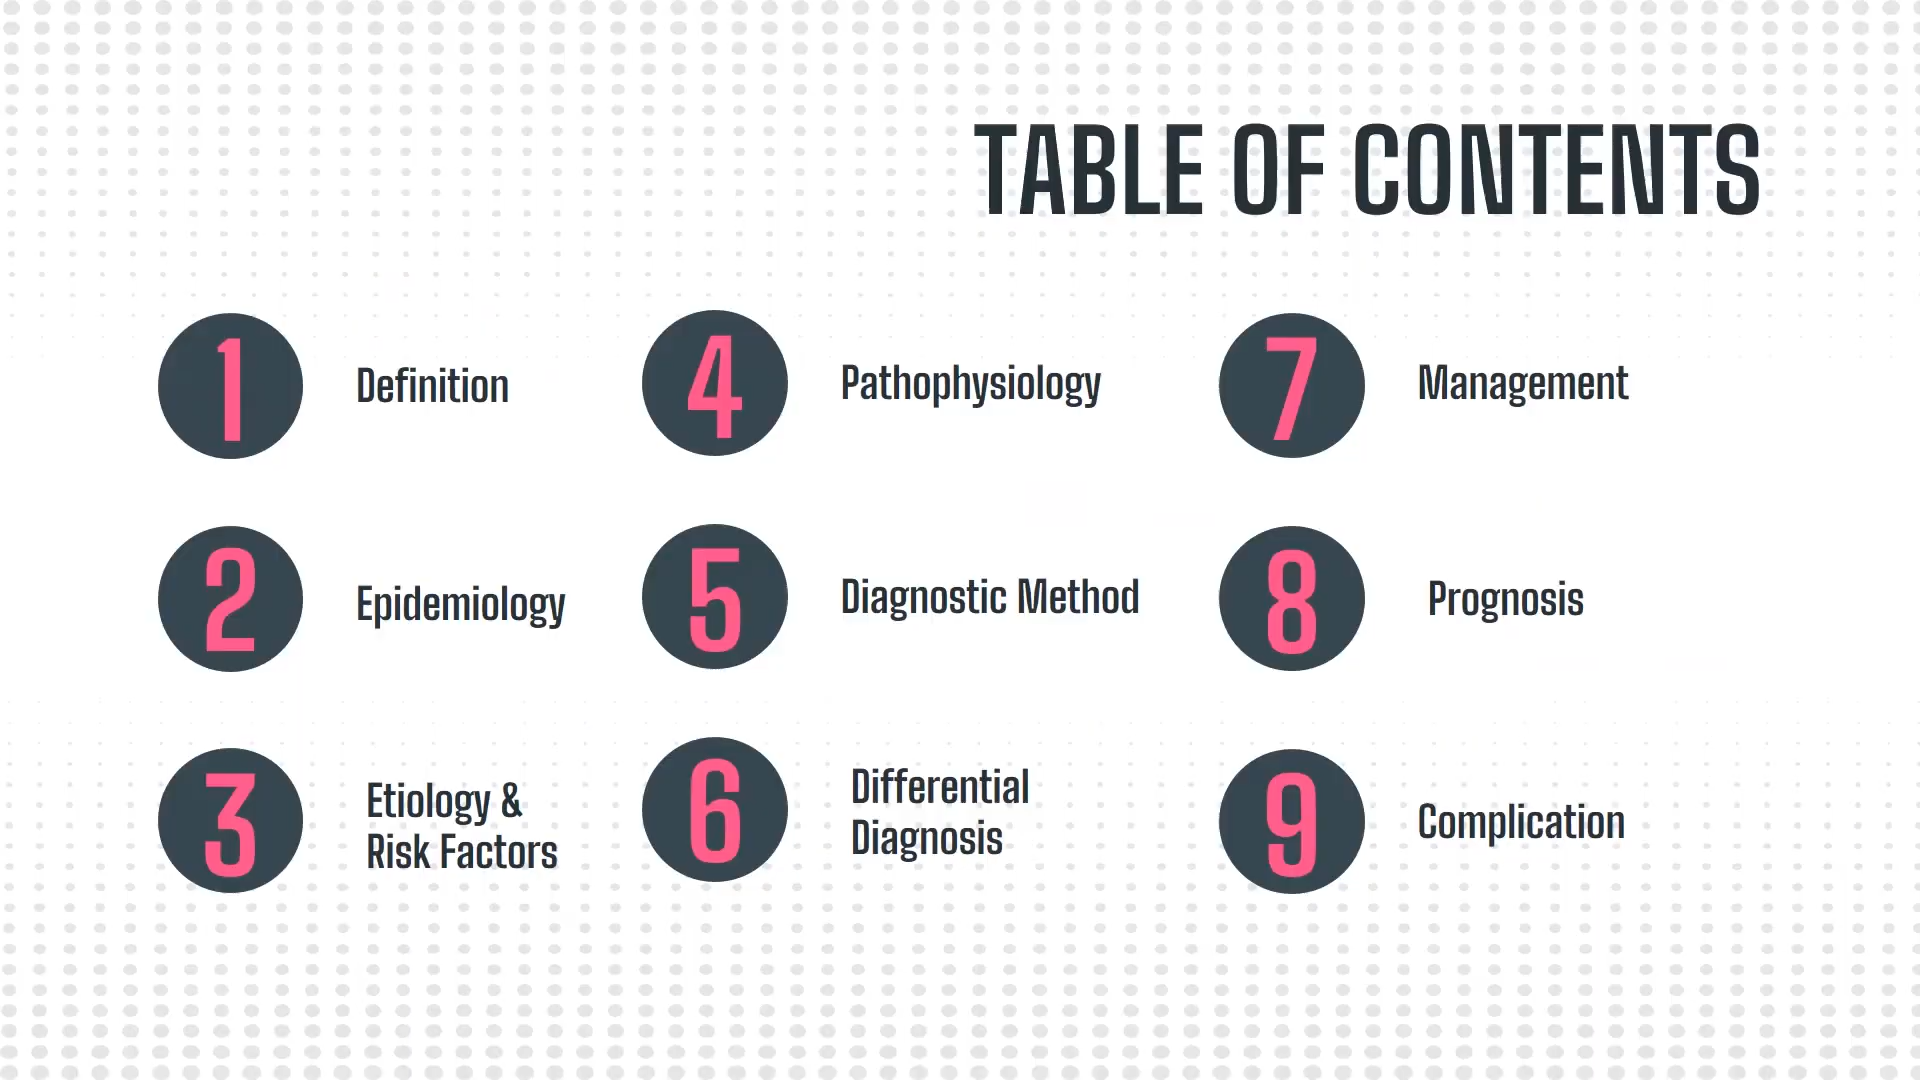 TABLE OF CONTENTS
1 Definition
2 Epidemiology
3 Etiology &
Risk Factors
4 Pathophysiology
5 Diagnostic Method
6 Differential
Diagnosis
7 Management
8 Prognosis
9 Complication